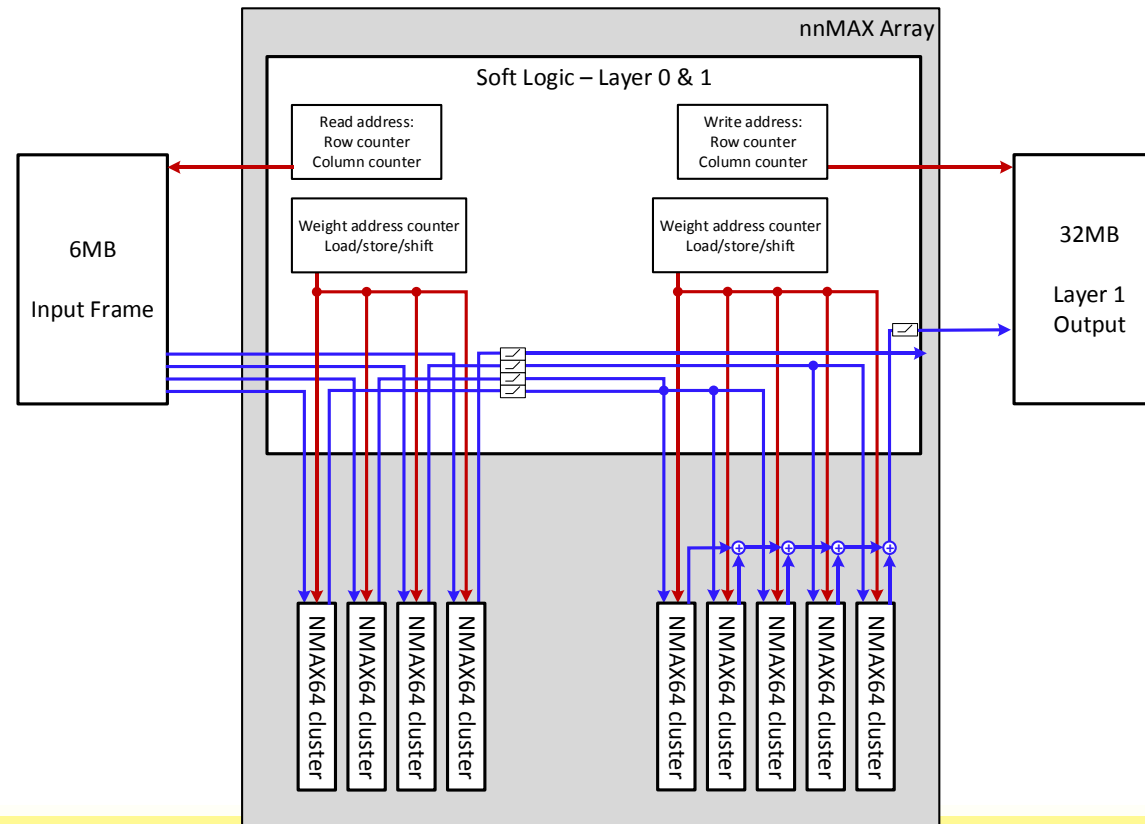 nnMAX Array
Soft Logic – Layer 0 & 1
Read address:
Row counter
Column counter
Write address:
Row counter
Column counter
Weight address counter
Load/store/shift
Weight address counter
Load/store/shift
6MB
Input Frame
32MB
Layer 1
Output
NMAX64 cluster
NMAX64 cluster
NMAX64 cluster
NMAX64 cluster
NMAX64 cluster
NMAX64 cluster
NMAX64 cluster
NMAX64 cluster
NMAX64 cluster